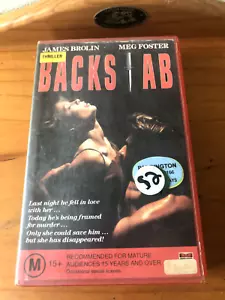 JAMES BROLIN MEG FOSTER
THRILLER
BACKSTAB
Last night he fell in love
with her ...
Today he's being framed
for murder ...
Only she could save him ...
but she has disappeared!
52
M 15+
RECOMMENDED FOR MATURE
AUDIENCES 15 YEARS AND OVER